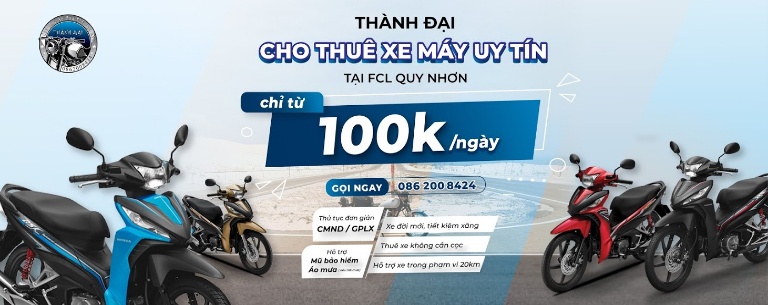 THÀNH ĐẠI
THÀNH ĐẠI
CHO THUÊ XE MÁY UY TÍN
TẠI FCL QUY NHƠN
chỉ từ
100k /ngày
GỌI NGAY 086 200 8424
Thủ tục đơn giản
CMND / GPLX
Hỗ trợ
Mũ bảo hiểm
Áo mưa
Xe đời mới, tiết kiệm xăng
Thuê xe không cần cọc
Hỗ trợ xe trong phạm vi 20km